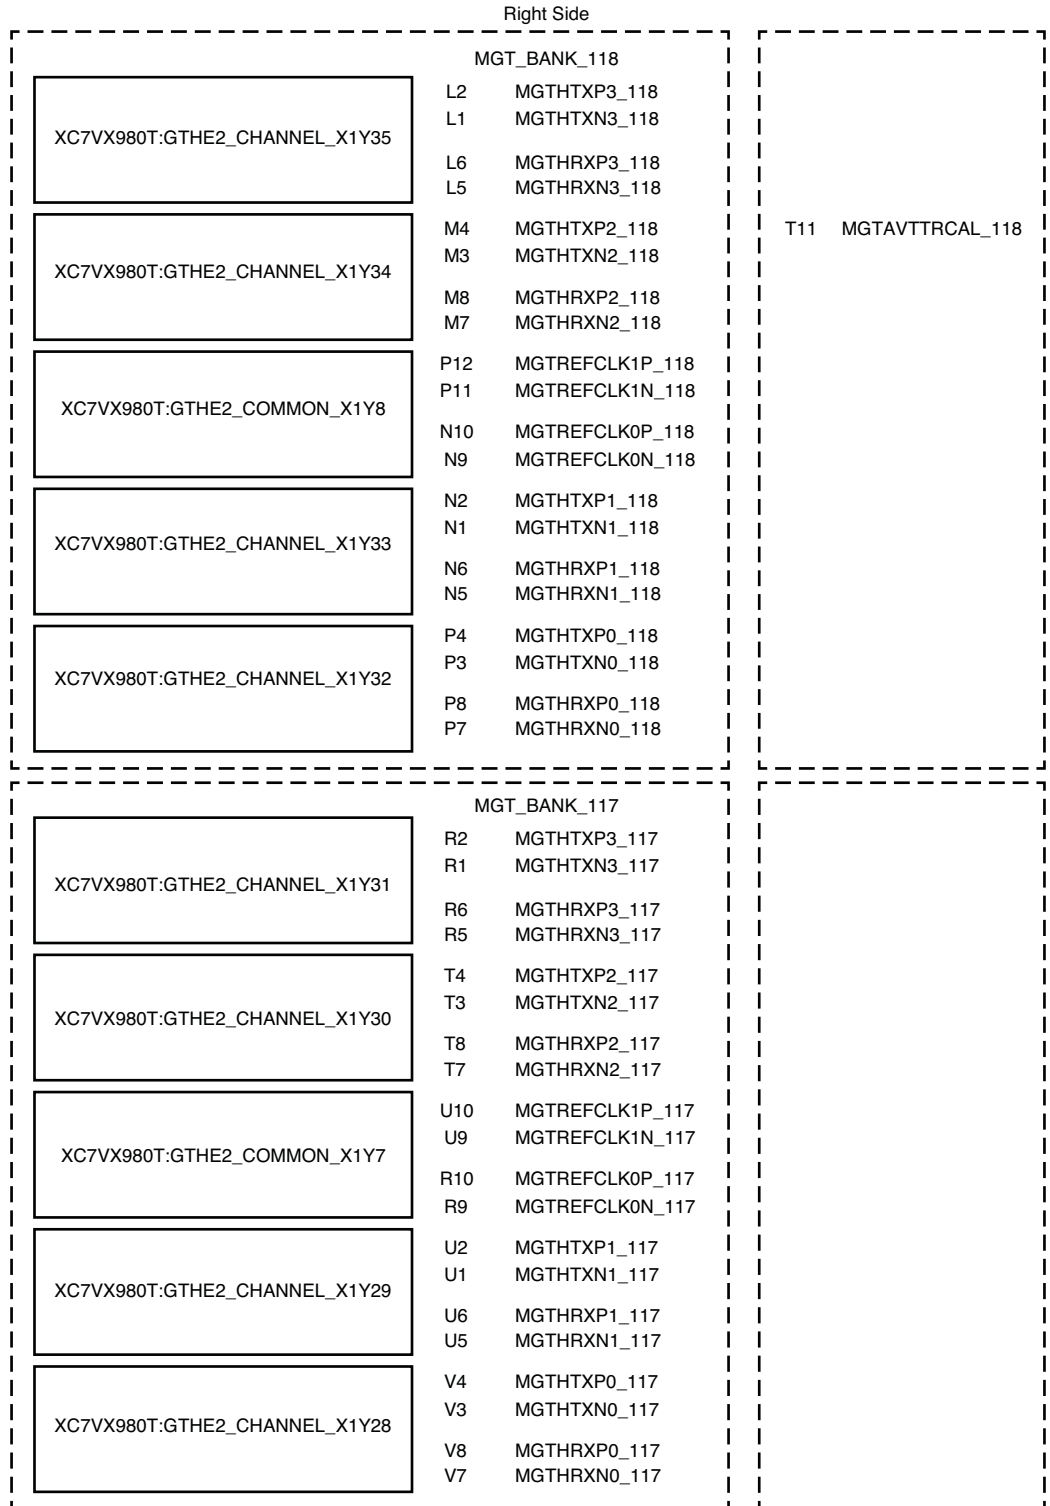 Right Side
MGT_BANK_118
XC7VX980T:GTHE2_CHANNEL_X1Y35
L2 MGTHTXP3_118
L1 MGTHTXN3_118
L6 MGTHRXP3_118
L5 MGTHRXN3_118
XC7VX980T:GTHE2_CHANNEL_X1Y34
M4 MGTHTXP2_118
M3 MGTHTXN2_118
M8 MGTHRXP2_118
M7 MGTHRXN2_118
XC7VX980T:GTHE2_COMMON_X1Y8
P12 MGTREFCLK1P_118
P11 MGTREFCLK1N_118
N10 MGTREFCLK0P_118
N9 MGTREFCLK0N_118
XC7VX980T:GTHE2_CHANNEL_X1Y33
N2 MGTHTXP1_118
N1 MGTHTXN1_118
N6 MGTHRXP1_118
N5 MGTHRXN1_118
XC7VX980T:GTHE2_CHANNEL_X1Y32
P4 MGTHTXP0_118
P3 MGTHTXN0_118
P8 MGTHRXP0_118
P7 MGTHRXN0_118
T11 MGTAVTTRCAL_118
MGT_BANK_117
XC7VX980T:GTHE2_CHANNEL_X1Y31
R2 MGTHTXP3_117
R1 MGTHTXN3_117
R6 MGTHRXP3_117
R5 MGTHRXN3_117
XC7VX980T:GTHE2_CHANNEL_X1Y30
T4 MGTHTXP2_117
T3 MGTHTXN2_117
T8 MGTHRXP2_117
T7 MGTHRXN2_117
XC7VX980T:GTHE2_COMMON_X1Y7
U10 MGTREFCLK1P_117
U9 MGTREFCLK1N_117
R10 MGTREFCLK0P_117
R9 MGTREFCLK0N_117
XC7VX980T:GTHE2_CHANNEL_X1Y29
U2 MGTHTXP1_117
U1 MGTHTXN1_117
U6 MGTHRXP1_117
U5 MGTHRXN1_117
XC7VX980T:GTHE2_CHANNEL_X1Y28
V4 MGTHTXP0_117
V3 MGTHTXN0_117
V8 MGTHRXP0_117
V7 MGTHRXN0_117